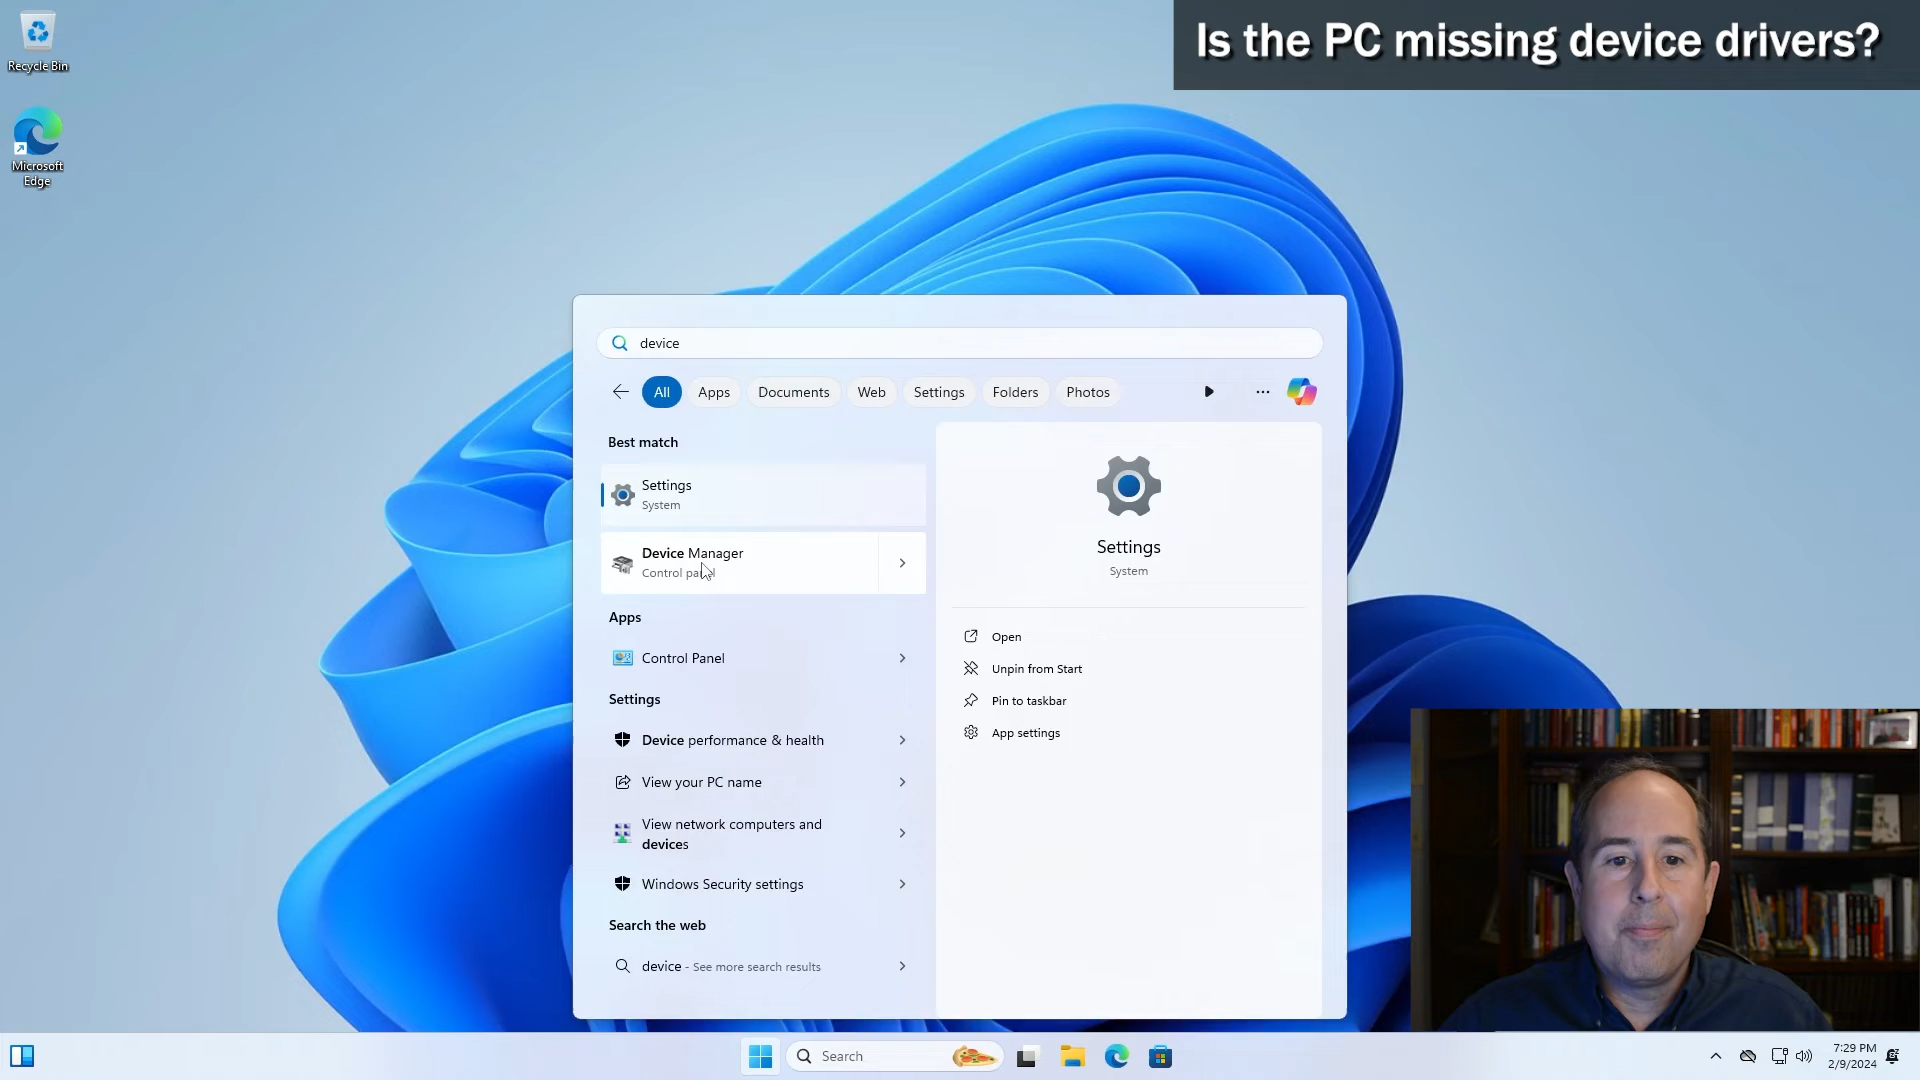 Is the PC missing device drivers?
Recycle Bin
Microsoft
Edge
device
All
Apps
Documents
Web
Settings
Folders
Photos
Best match
Settings
System
Device Manager
Control panel
Apps
Control Panel
Settings
Device performance & health
View your PC name
View network computers and
devices
Windows Security settings
Search the web
device - See more search results
Settings
System
Open
Unpin from Start
Pin to taskbar
App settings
Search
7:29 PM
2/9/2024